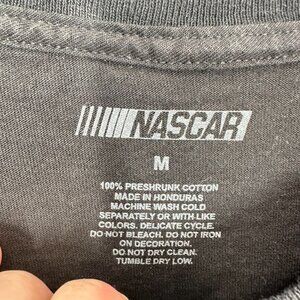 NASCAR
M
100% PRESHRUNK COTTON
MADE IN HONDURAS
MACHINE WASH COLD
SEPARATELY OR WITH LIKE
COLORS. DELICATE CYCLE.
DO NOT BLEACH. DO NOT IRON
ON DECORATION.
DO NOT DRY CLEAN.
TUMBLE DRY LOW.